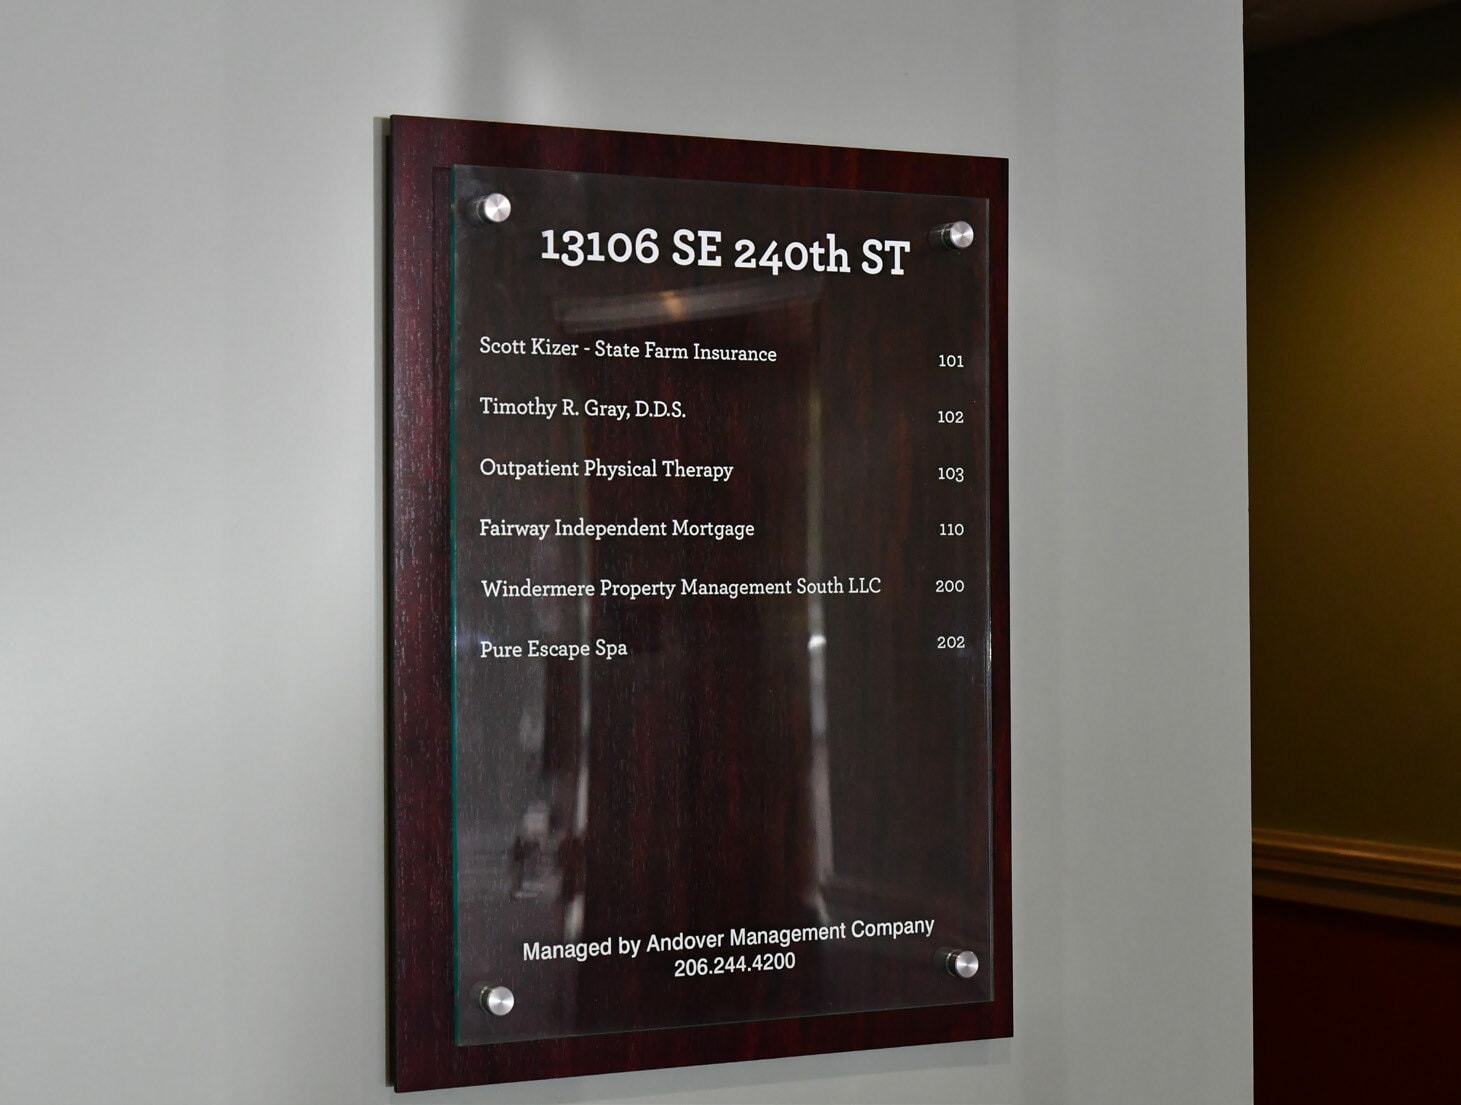 13106 SE 240th ST
Scott Kizer - State Farm Insurance 101
Timothy R. Gray, D.D.S. 102
Outpatient Physical Therapy 103
Fairway Independent Mortgage 110
Windermere Property Management South LLC 200
Pure Escape Spa 202
Managed by Andover Management Company
206.244.4200